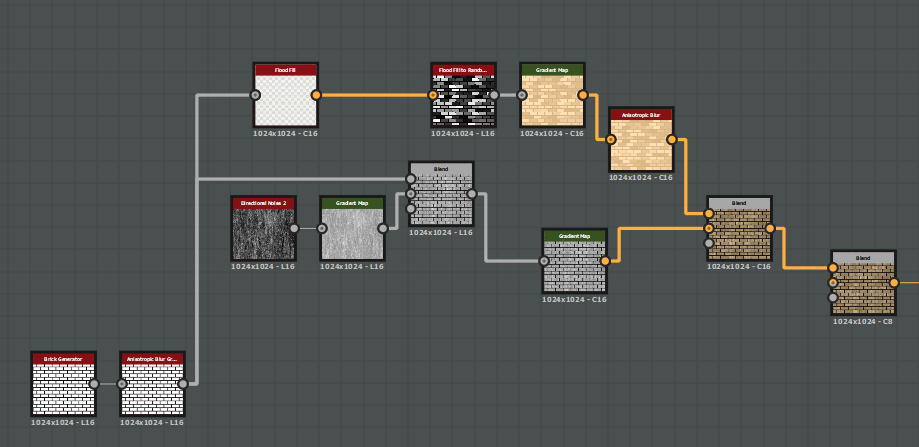 Flood Fill
1024x1024 - C16
Flood Fill to Rando...
1024x1024 - L16
Gradient Map
1024x1024 - C16
Anisotropic Blur
1024x1024 - C16
Blend
1024x1024 - L16
Directional Noise 2
1024x1024 - L16
Gradient Map
1024x1024 - L16
Gradient Map
1024x1024 - C16
Blend
1024x1024 - C16
Blend
1024x1024 - C8
Brick Generator
1024x1024 - L16
Anisotropic Blur Gr...
1024x1024 - L16